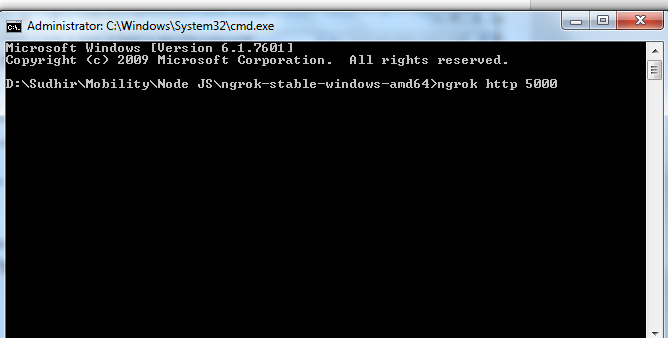 Administrator: C:\Windows\System32\cmd.exe
Microsoft Windows [Version 6.1.7601]
Copyright (c) 2009 Microsoft Corporation.  All rights reserved.
D:\Sudhir\Mobility\Node JS\ngrok-stable-windows-amd64>ngrok http 5000